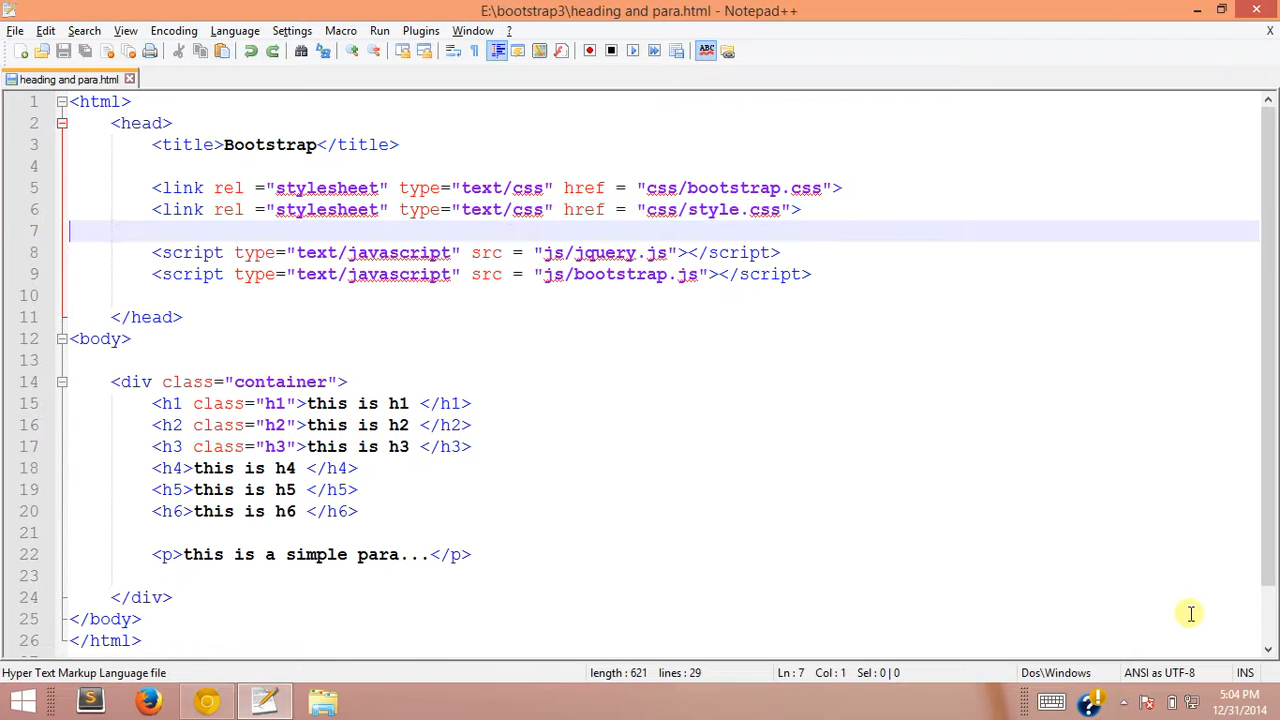 E:\bootstrap3\heading and para.html - Notepad++
File Edit Search View Encoding Language Settings Macro Run Plugins Window ? X
ABC
heading and para.html
1 <html>
2 <head>
3 <title>Bootstrap</title>
4
5 <link rel ="stylesheet" type="text/css" href = "css/bootstrap.css">
6 <link rel ="stylesheet" type="text/css" href = "css/style.css">
7
8 <script type="text/javascript" src = "js/jquery.js"></script>
9 <script type="text/javascript" src = "js/bootstrap.js"></script>
10
11 </head>
12 <body>
13
14 <div class="container">
15 <h1 class="h1">this is h1 </h1>
16 <h2 class="h2">this is h2 </h2>
17 <h3 class="h3">this is h3 </h3>
18 <h4>this is h4 </h4>
19 <h5>this is h5 </h5>
20 <h6>this is h6 </h6>
21
22 <p>this is a simple para...</p>
23
24 </div>
25 </body>
26 </html>
Hyper Text Markup Language file length : 621 lines : 29 Ln : 7 Col : 1 Sel : 0 | 0 Dos\Windows ANSI as UTF-8 INS
5:04 PM
12/31/2014